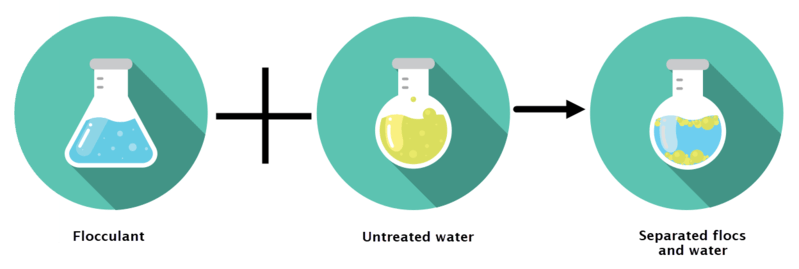 Flocculant
Untreated water
Separated flocs
and water